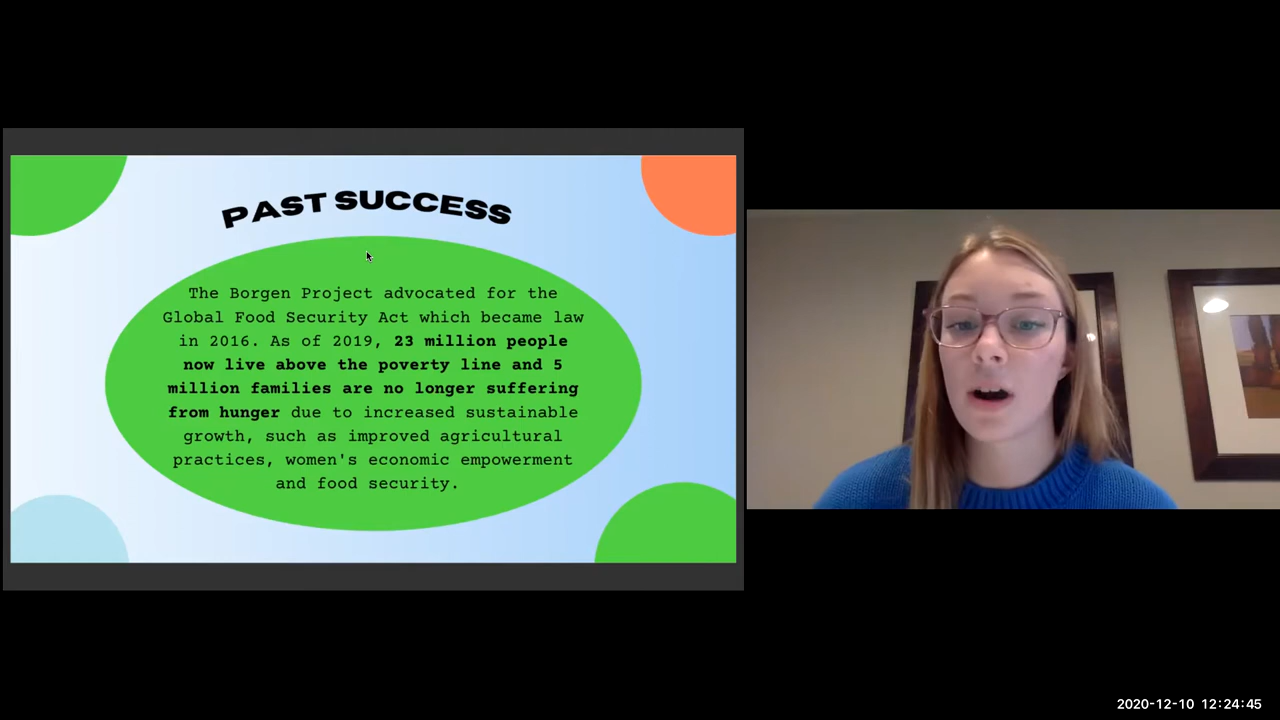 PAST SUCCESS
The Borgen Project advocated for the
Global Food Security Act which became law
in 2016. As of 2019, 23 million people
now live above the poverty line and 5
million families are no longer suffering
from hunger due to increased sustainable
growth, such as improved agricultural
practices, women's economic empowerment
and food security.
2020-12-10 12:24:45